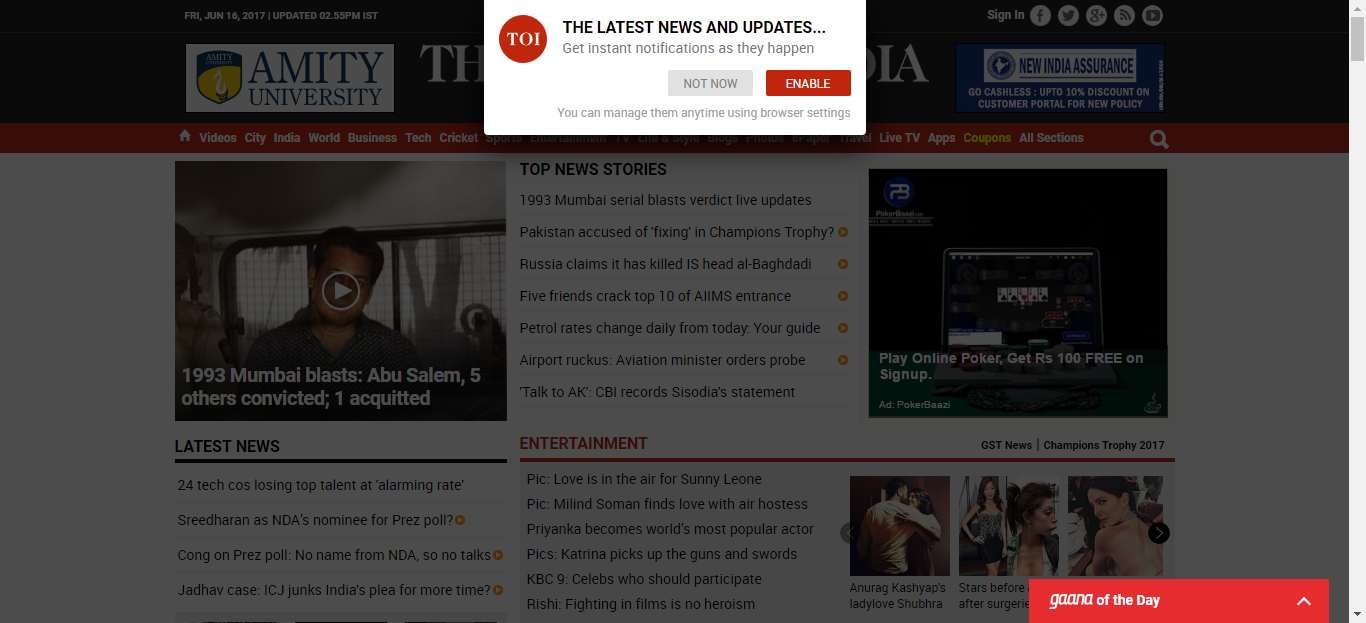 FRI, JUN 16, 2017 | UPDATED 02.55PM IST
Sign In
TOI
THE LATEST NEWS AND UPDATES...
Get instant notifications as they happen
NOT NOW
ENABLE
You can manage them anytime using browser settings
AMITY
UNIVERSITY
AMITY
UNIVERSITY
NEW INDIA ASSURANCE
GO CASHLESS : UPTO 10% DISCOUNT ON
CUSTOMER PORTAL FOR NEW POLICY
Videos City India World Business Tech Cricket Sports Entertainment TV Life & Style Blogs Photos ePaper Travel Live TV Apps Coupons All Sections
1993 Mumbai blasts: Abu Salem, 5
others convicted; 1 acquitted
TOP NEWS STORIES
1993 Mumbai serial blasts verdict live updates
Pakistan accused of 'fixing' in Champions Trophy?
Russia claims it has killed IS head al-Baghdadi
Five friends crack top 10 of AIIMS entrance
Petrol rates change daily from today: Your guide
Airport ruckus: Aviation minister orders probe
'Talk to AK': CBI records Sisodia's statement
PB
PokerBaazi.com
Play Online Poker, Get Rs 100 FREE on
Signup.
Ad: PokerBaazi
LATEST NEWS
24 tech cos losing top talent at 'alarming rate'
Sreedharan as NDA's nominee for Prez poll?
Cong on Prez poll: No name from NDA, so no talks
Jadhav case: ICJ junks India's plea for more time?
ENTERTAINMENT
GST News | Champions Trophy 2017
Pic: Love is in the air for Sunny Leone
Pic: Milind Soman finds love with air hostess
Priyanka becomes world's most popular actor
Pics: Katrina picks up the guns and swords
KBC 9: Celebs who should participate
Rishi: Fighting in films is no heroism
Anurag Kashyap's
ladylove Shubhra
Stars before
after surgeries
gaana of the Day